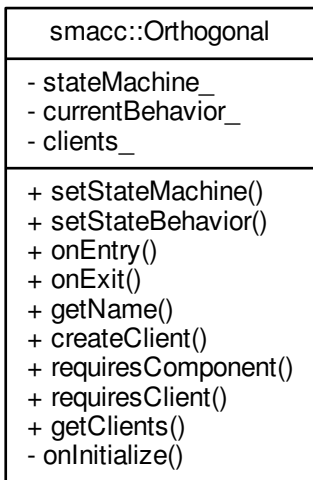 smacc::Orthogonal
- stateMachine_
- currentBehavior_
- clients_
+ setStateMachine()
+ setStateBehavior()
+ onEntry()
+ onExit()
+ getName()
+ createClient()
+ requiresComponent()
+ requiresClient()
+ getClients()
- onInitialize()